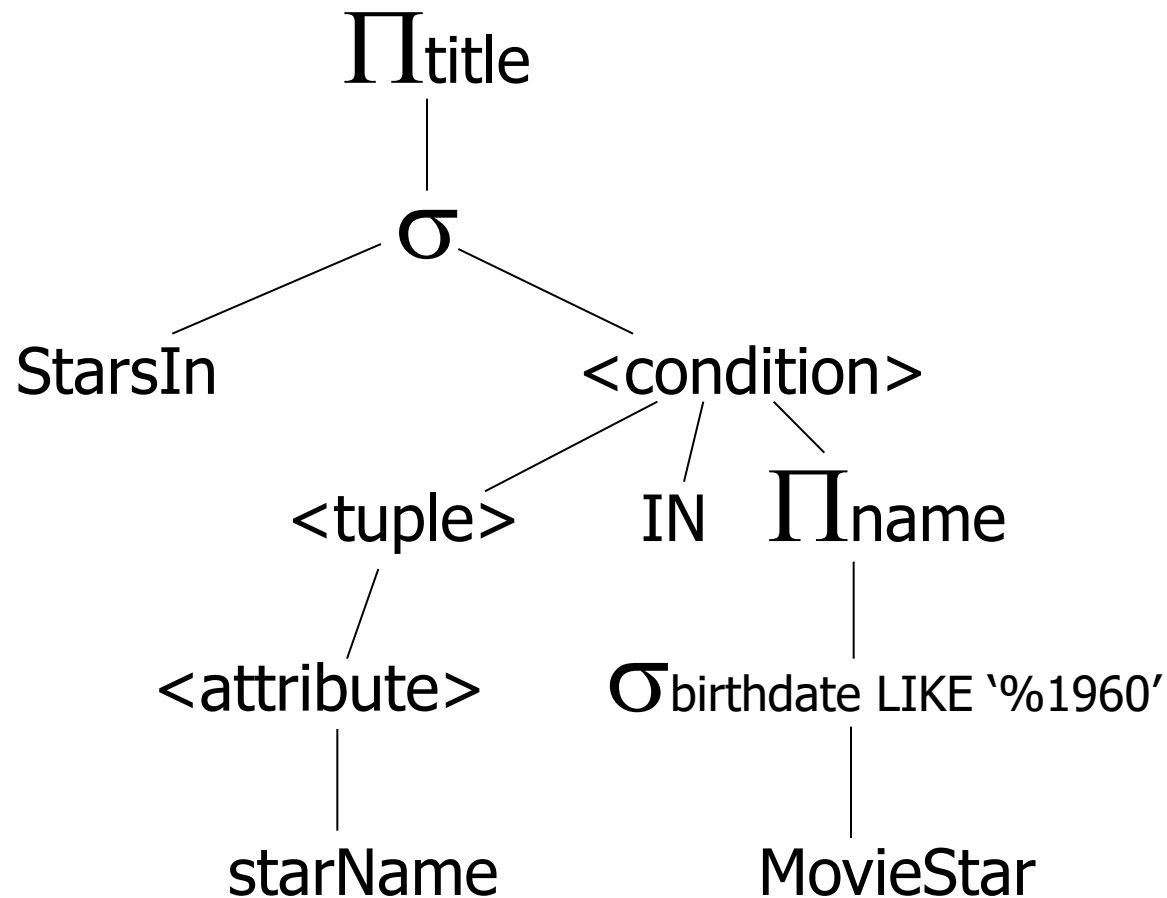 Πtitle
σ
StarsIn <condition>
<tuple> IN Πname
<attribute> σbirthdate LIKE ‘%1960’
starName MovieStar